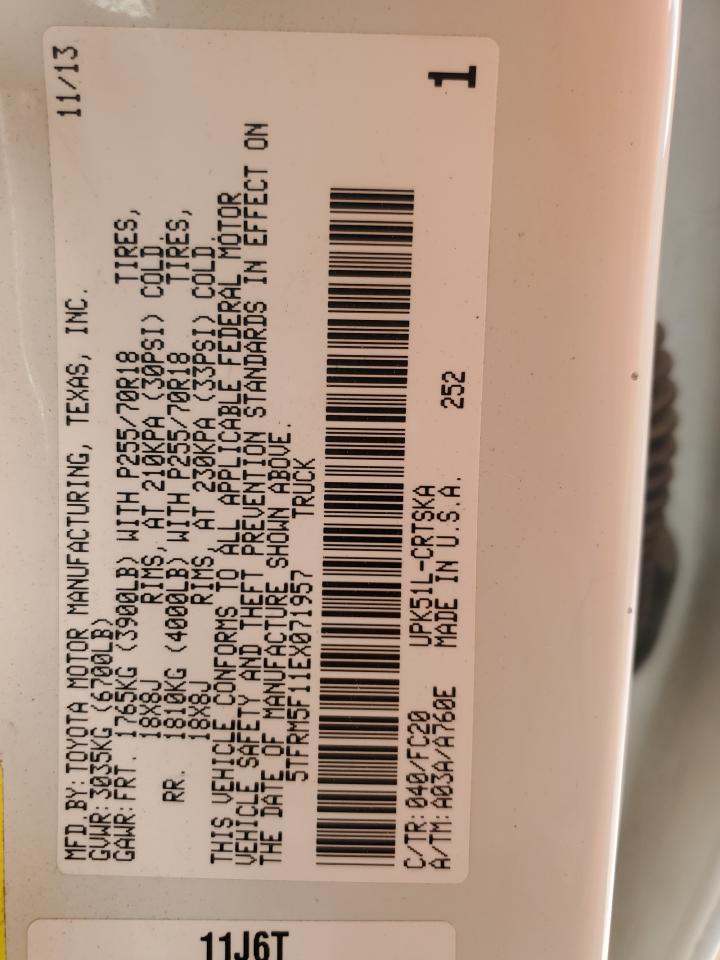 MFD.BY:TOYOTA MOTOR MANUFACTURING, TEXAS, INC. 11/13
GVWR:3035KG (6700LB)
GAWR:FRT. 1765KG (3900LB) WITH P255/70R18 TIRES,
18X8J RIMS, AT 210KPA (30PSI) COLD.
RR. 1810KG (4000LB) WITH P255/70R18 TIRES,
18X8J RIMS, AT 230KPA (33PSI) COLD.
THIS VEHICLE CONFORMS TO ALL APPLICABLE FEDERAL MOTOR
VEHICLE SAFETY AND THEFT PREVENTION STANDARDS IN EFFECT ON
THE DATE OF MANUFACTURE SHOWN ABOVE.
5TFRM5F11EX071957 TRUCK
C/TR:040/FC20 UPK51L-CRTSKA
A/TM:A03A/A760E MADE IN U.S.A. 252
1
11J6T